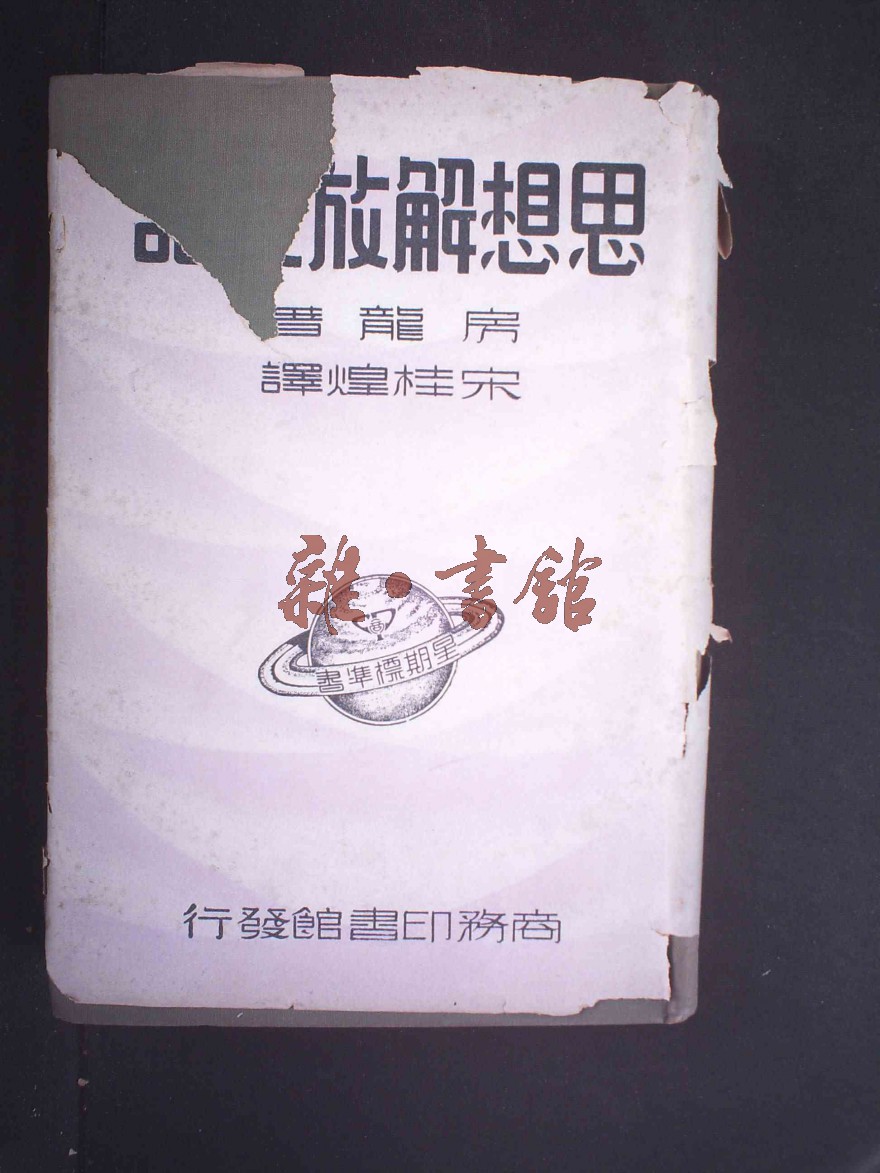 思想解放
房龍著
宋桂煌譯
雜·書館
星期標準書
商務印書館發行